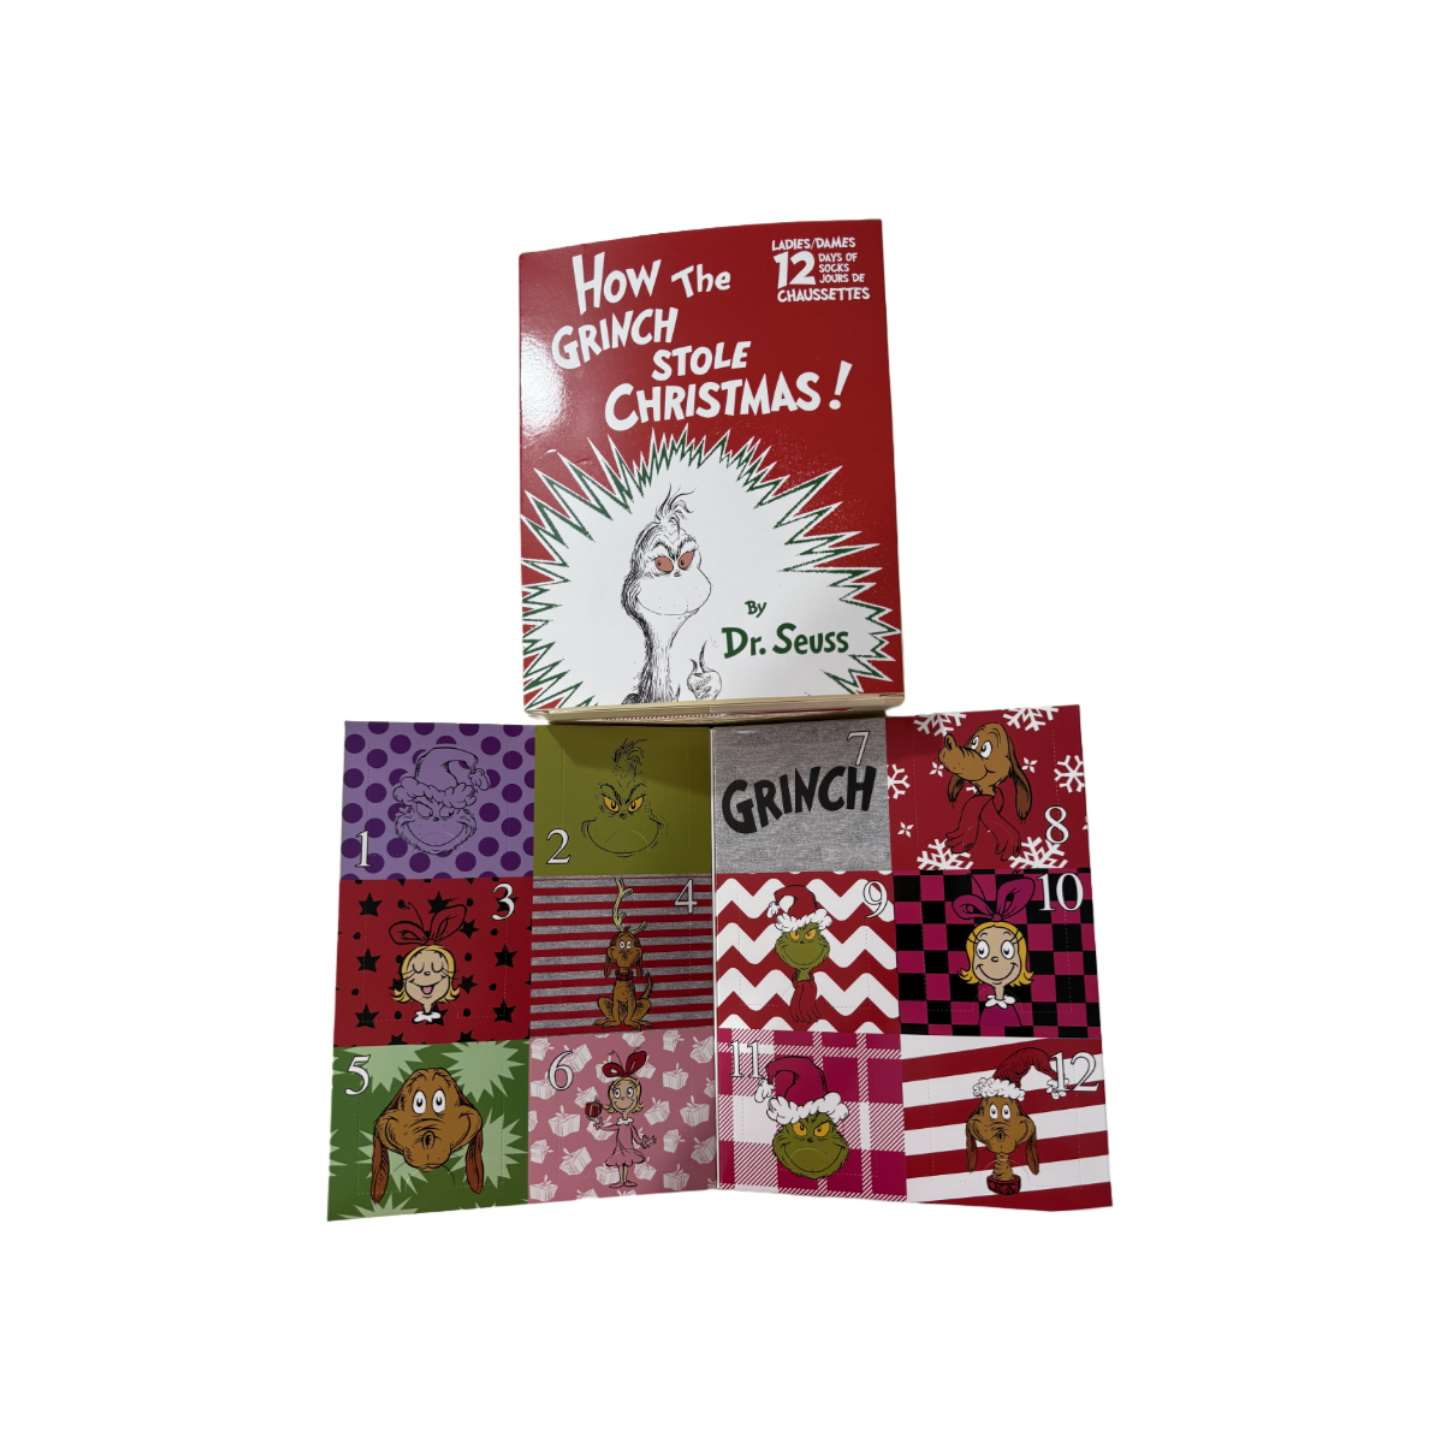 HOW THE
GRINCH
STOLE
CHRISTMAS!
LADIES/DAMES
12 DAYS OF
SOCKS
JOURS DE
CHAUSSETTES
By
Dr. Seuss
1
2
3
4
5
6
GRINCH
7
8
9
10
11
12